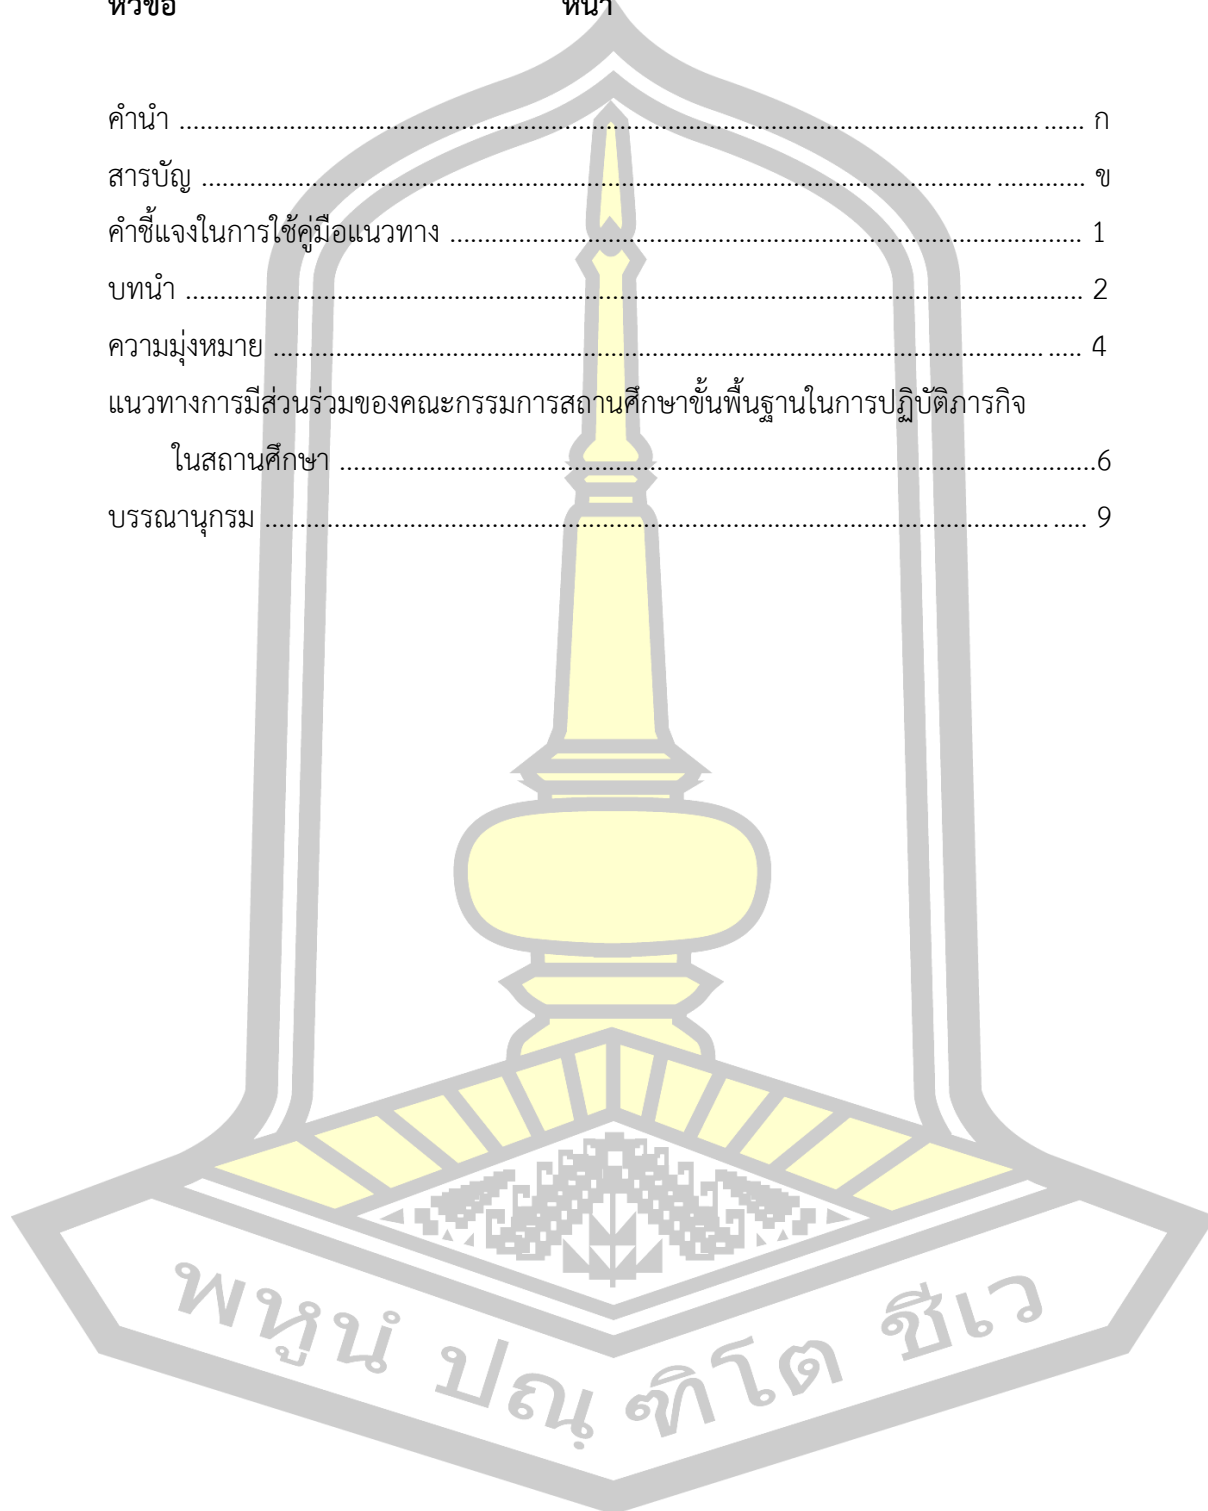 หัวข้อ หน้า
คำนำ ........................................................................................................................................ ก
สารบัญ ..................................................................................................................................... ข
คำชี้แจงในการใช้คู่มือแนวทาง ............................................................................................ 1
บทนำ ....................................................................................................................................... 2
ความมุ่งหมาย ....................................................................................................................... 4
แนวทางการมีส่วนร่วมของคณะกรรมการสถานศึกษาขั้นพื้นฐานในการปฏิบัติภารกิจ
ในสถานศึกษา ..............................................................................................................6
บรรณานุกรม ......................................................................................................................... 9
พหูนํ ปณฺฑิโต ชีเว